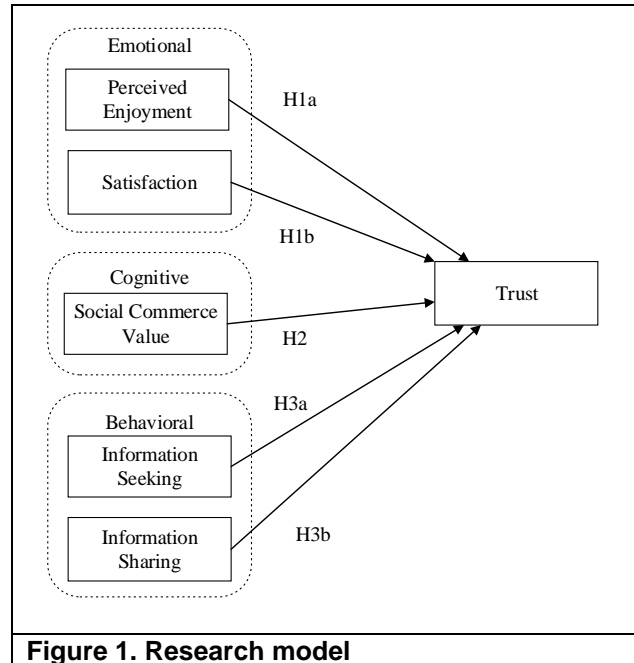 Emotional
Perceived
Enjoyment
H1a
Satisfaction
H1b
Cognitive
Social Commerce
Value
H2
Trust
H3a
Behavioral
Information
Seeking
Information
Sharing
H3b
Figure 1. Research model